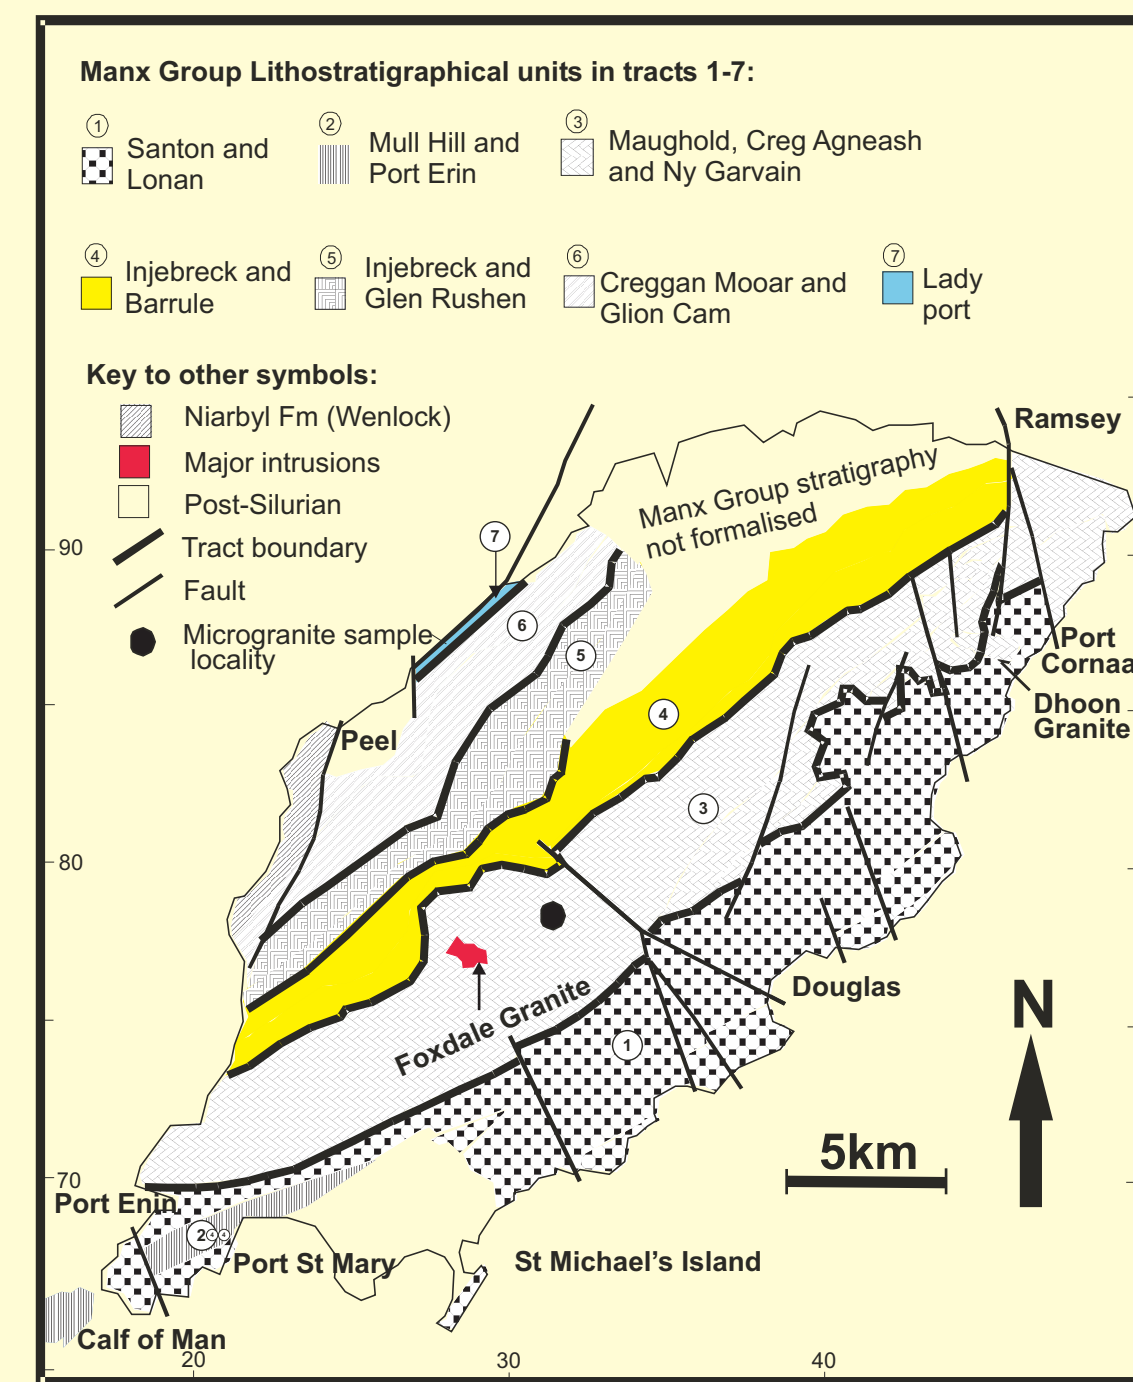 Manx Group Lithostratigraphical units in tracts 1-7:
1
Santon and
Lonan
2
Mull Hill and
Port Erin
3
Maughold, Creg Agneash
and Ny Garvain
4
Injebreck and
Barrule
5
Injebreck and
Glen Rushen
6
Creggan Mooar and
Glion Cam
7
Lady
port
Key to other symbols:
Niarbyl Fm (Wenlock)
Major intrusions
Post-Silurian
Tract boundary
Fault
Microgranite sample
locality
Ramsey
Manx Group stratigraphy
not formalised
90
7
6
5
Port
Cornaa
Dhoon
Granite
4
Peel
3
80
Douglas
Foxdale Granite
1
N
5km
70
Port Enin
2
4
4
Port St Mary
St Michael's Island
Calf of Man
20
30
40